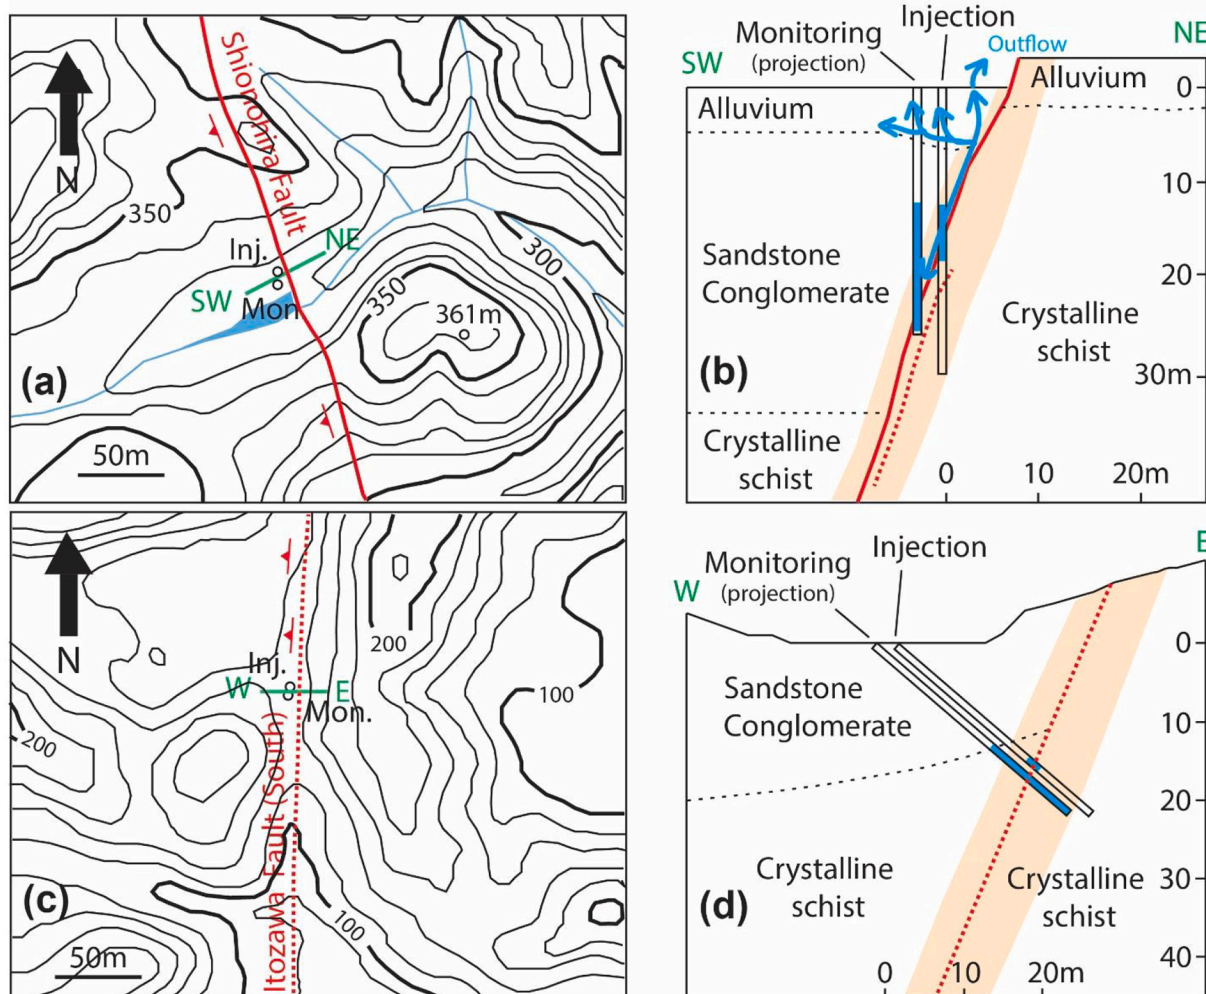 Shionohira Fault
N
350
Inj.
NE
SW
Mon
300
350
361m
(a)
50m
Monitoring
(projection)
Injection
Outflow
SW
NE
Alluvium
Alluvium
0
10
Sandstone
Conglomerate
20
Crystalline
schist
(b)
30m
Crystalline
schist
0
10
20m
N
200
Inj.
W
E
Mon.
100
200
Itozawa Fault (South)
(c)
100
50m
Monitoring
(projection)
Injection
W
E
0
Sandstone
Conglomerate
10
20
Crystalline
schist
Crystalline
schist
30
(d)
40
0
10
20m